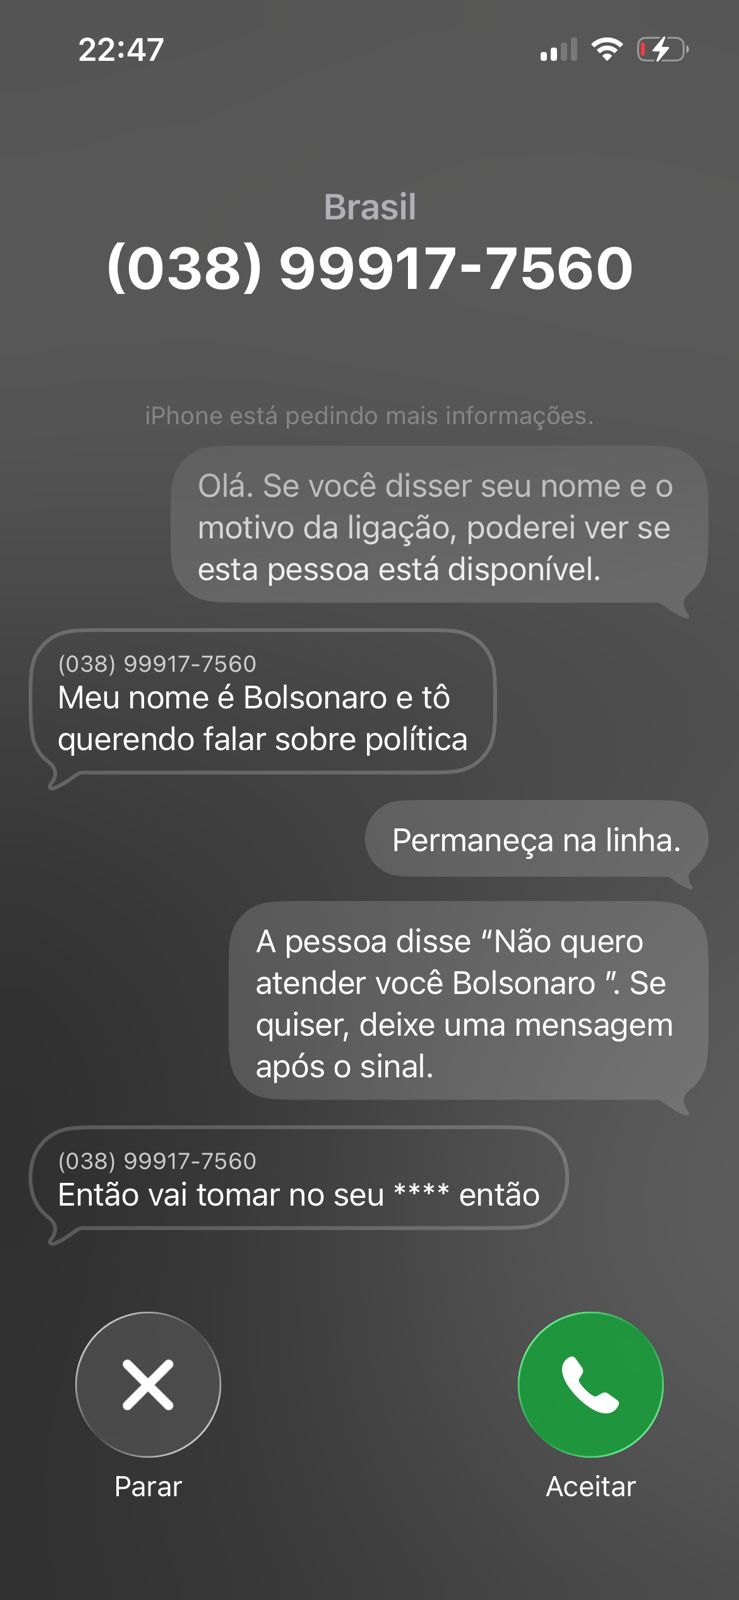 22:47
Brasil
(038) 99917-7560
iPhone está pedindo mais informações.
Olá. Se você disser seu nome e o
motivo da ligação, poderei ver se
esta pessoa está disponível.
(038) 99917-7560
Meu nome é Bolsonaro e tô
querendo falar sobre política
Permaneça na linha.
A pessoa disse “Não quero
atender você Bolsonaro ”. Se
quiser, deixe uma mensagem
após o sinal.
(038) 99917-7560
Então vai tomar no seu **** então
Parar
Aceitar